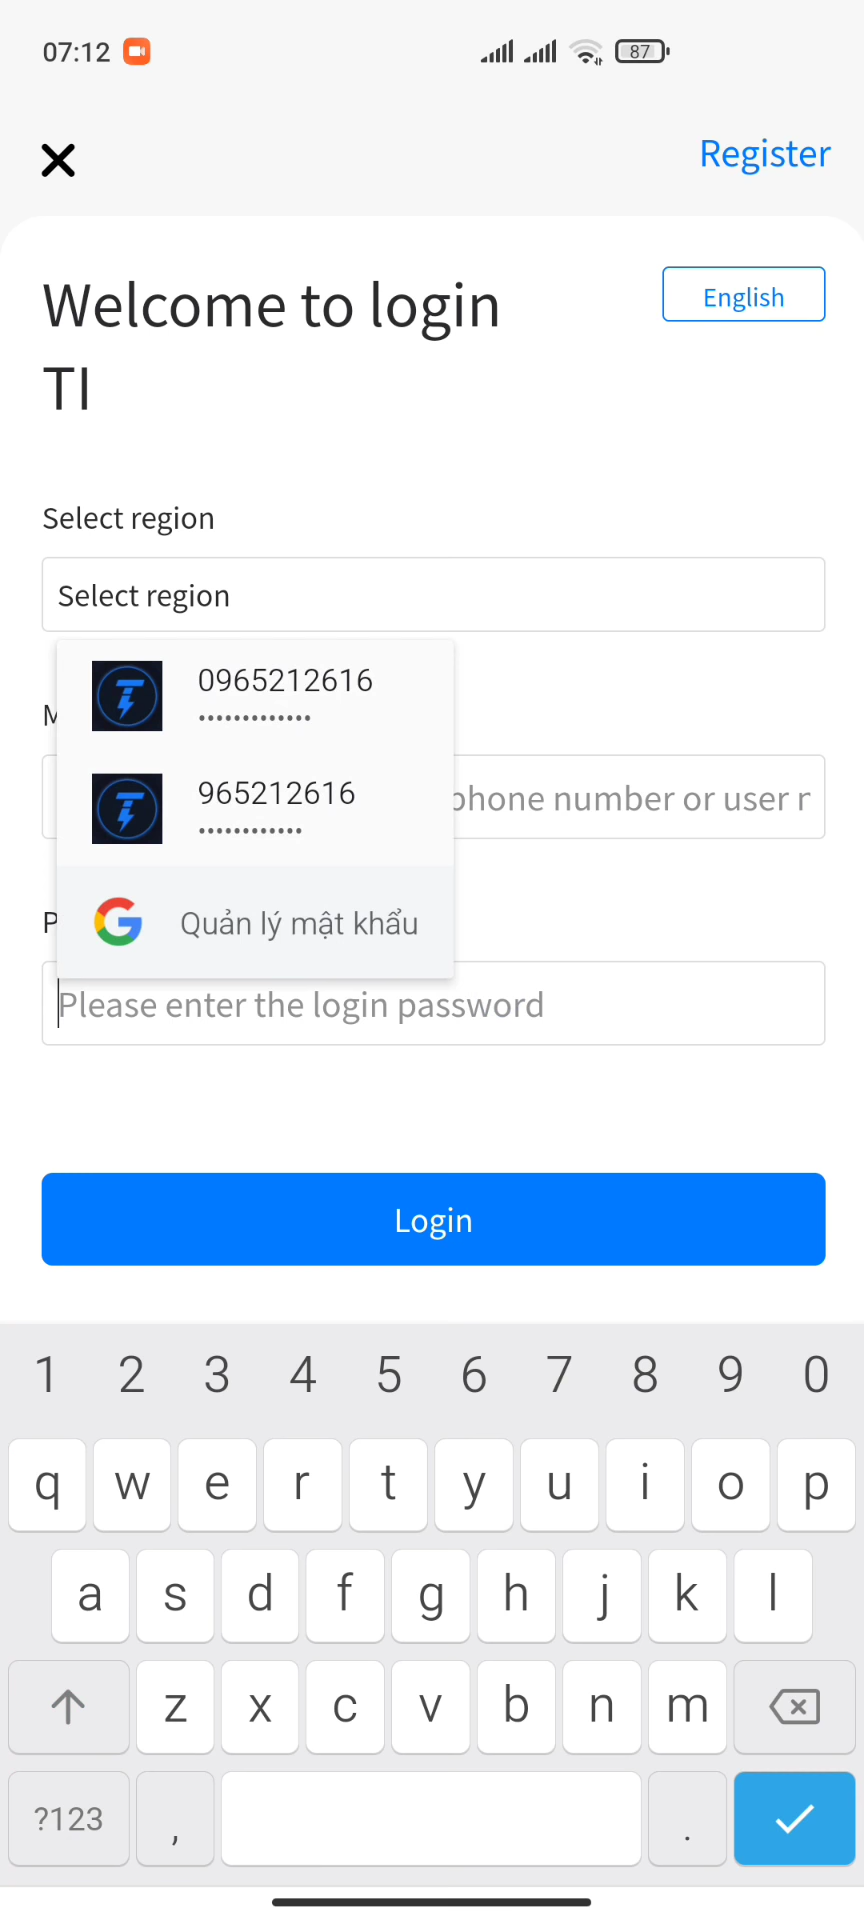 07:12
87
Register
Welcome to login
TI
English
Select region
Select region
0965212616
•••••••••••••
965212616
••••••••••••
phone number or user
Quản lý mật khẩu
Please enter the login password
Login
1 2 3 4 5 6 7 8 9 0
q w e r t y u i o p
a s d f g h j k l
z x c v b n m
?123 , .